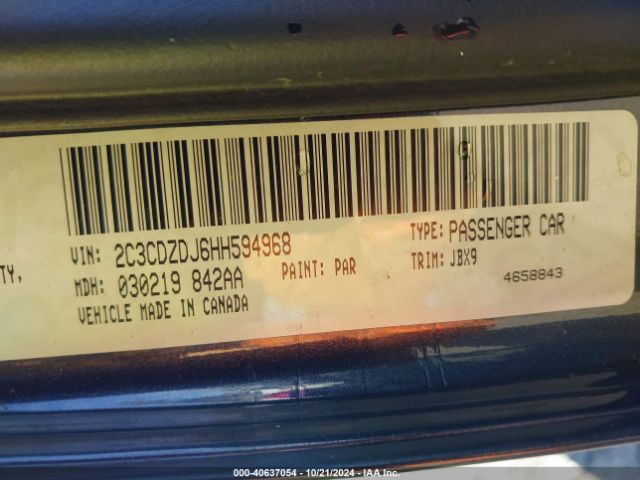 VIN: 2C3CDZDJ6HH594968
TYPE: PASSENGER CAR
TY,
MDH: 030219 842AA
PAINT: PAR
TRIM: JBX9
4658843
VEHICLE MADE IN CANADA
000-40637054 - 10/21/2024 - IAA Inc.